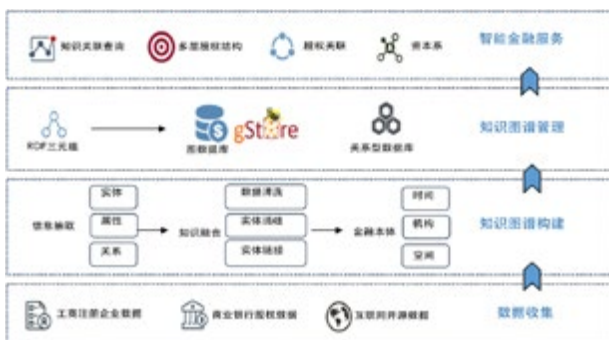 知识关联查询
多层股权结构
股权关联
资本系
智能金融服务
RDF三元组
图数据库
gStore
关系型数据库
知识图谱管理
信息抽取
实体
属性
关系
知识融合
数据清洗
实体消歧
实体链接
金融本体
时间
机构
空间
知识图谱构建
工商注册企业数据
商业银行股权数据
互联网开源数据
数据收集